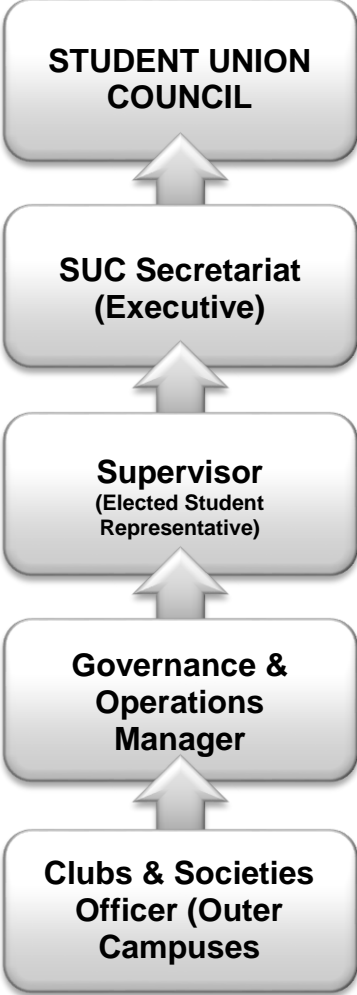 STUDENT UNION
COUNCIL
SUC Secretariat
(Executive)
Supervisor
(Elected Student
Representative)
Governance &
Operations
Manager
Clubs & Societies
Officer (Outer
Campuses